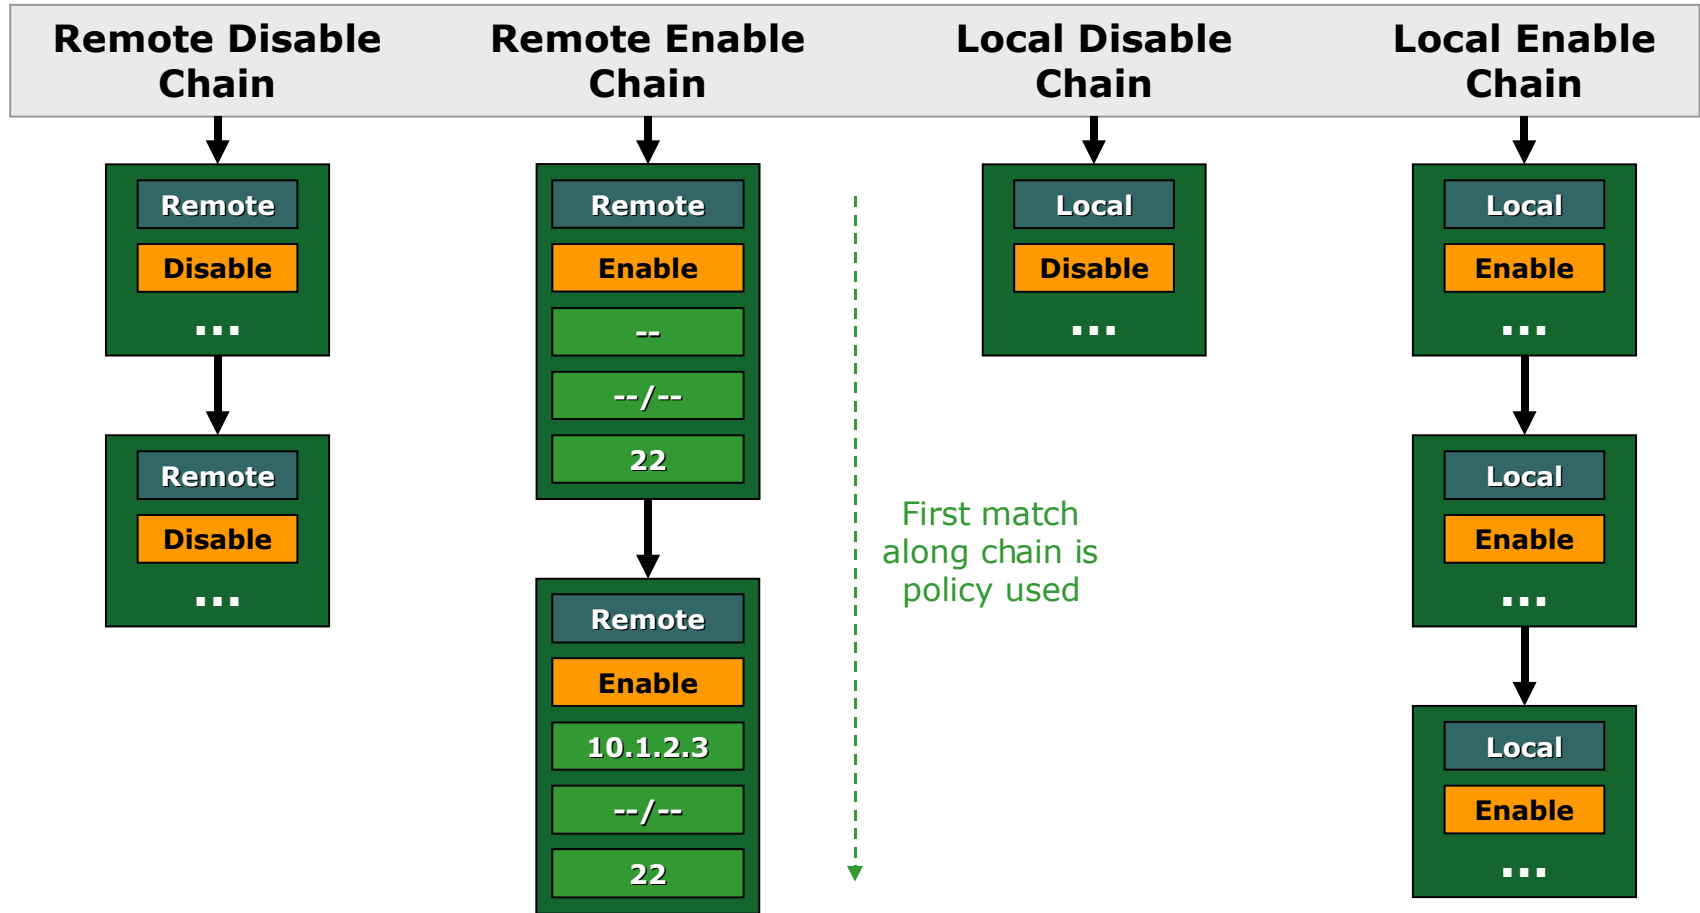 Remote Disable
Chain
Remote Enable
Chain
Local Disable
Chain
Local Enable
Chain
Remote
Disable
...
Remote
Disable
...
Remote
Enable
--
--/--
22
Remote
Enable
10.1.2.3
--/--
22
First match
along chain is
policy used
Local
Disable
...
Local
Enable
...
Local
Enable
...
Local
Enable
...